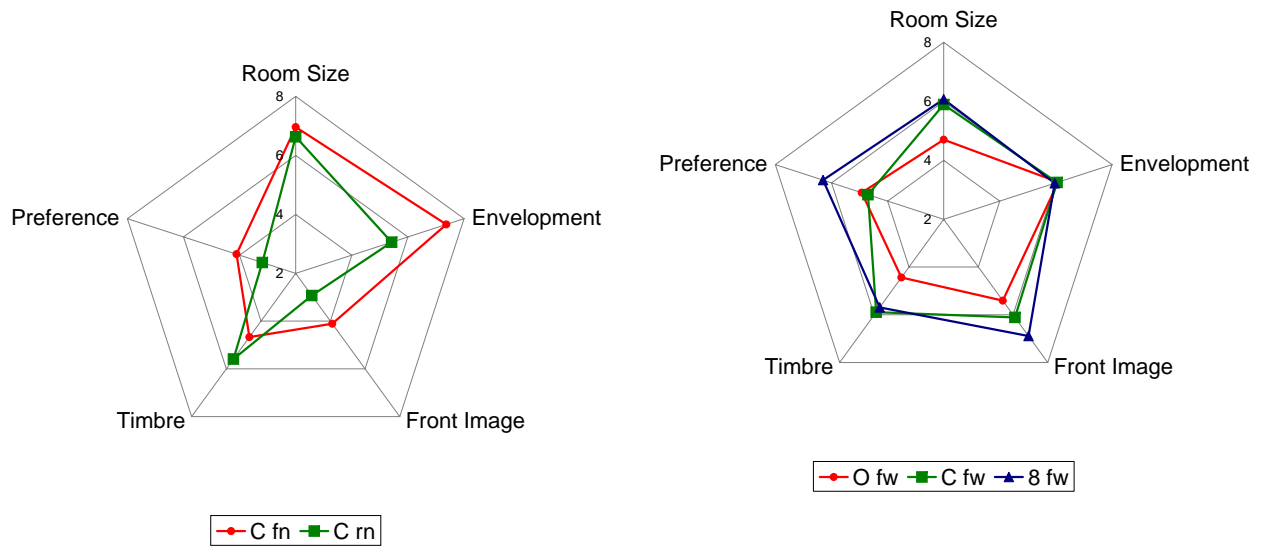 Room Size
8
6
4
2
Preference
Envelopment
Timbre
Front Image
C fn
C rn
Room Size
8
6
4
2
Preference
Envelopment
Timbre
Front Image
O fw
C fw
8 fw